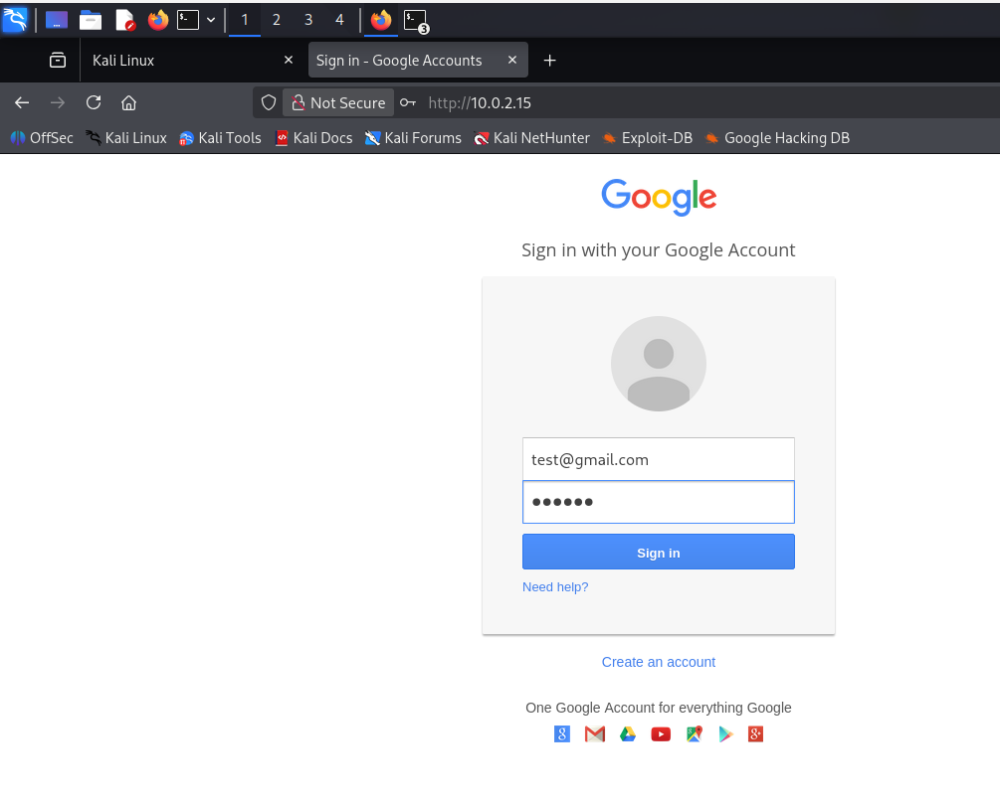 1 2 3 4 3
Kali Linux Sign in - Google Accounts
Not Secure http://10.0.2.15
OffSec Kali Linux Kali Tools Kali Docs Kali Forums Kali NetHunter Exploit-DB Google Hacking DB
Google
Sign in with your Google Account
test@gmail.com
••••••
Sign in
Need help?
Create an account
One Google Account for everything Google